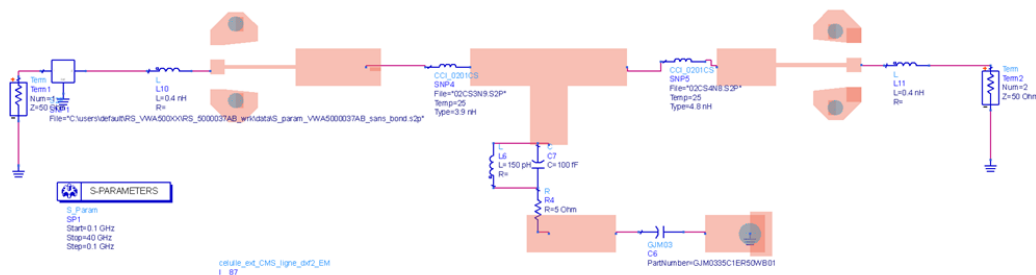 Term
Term1
Num=1
Z=50 Ohm
L
L10
L=0.4 nH
R=
File="C:\users\default\RS_VWA500XX\RS_5000037AB_wrk\data\S_param_VWA5000037AB_sans_bond.s2p"
CCI_0201CS
SNP4
File="02CS3N9.S2P"
Temp=25
Type=3.9 nH
CCI_0201CS
SNP5
File="02CS4N8.S2P"
Temp=25
Type=4.8 nH
L
L11
L=0.4 nH
R=
Term
Term2
Num=2
Z=50 Ohm
L
L6
L=150 pH
R=
C
C7
C=100 fF
R
R4
R=5 Ohm
GJM03
C6
PartNumber=GJM0335C1ER50WB01
S-PARAMETERS
S_Param
SP1
Start=0.1 GHz
Stop=40 GHz
Step=0.1 GHz
cellule_ext_CMS_ligne_dxf2_EM